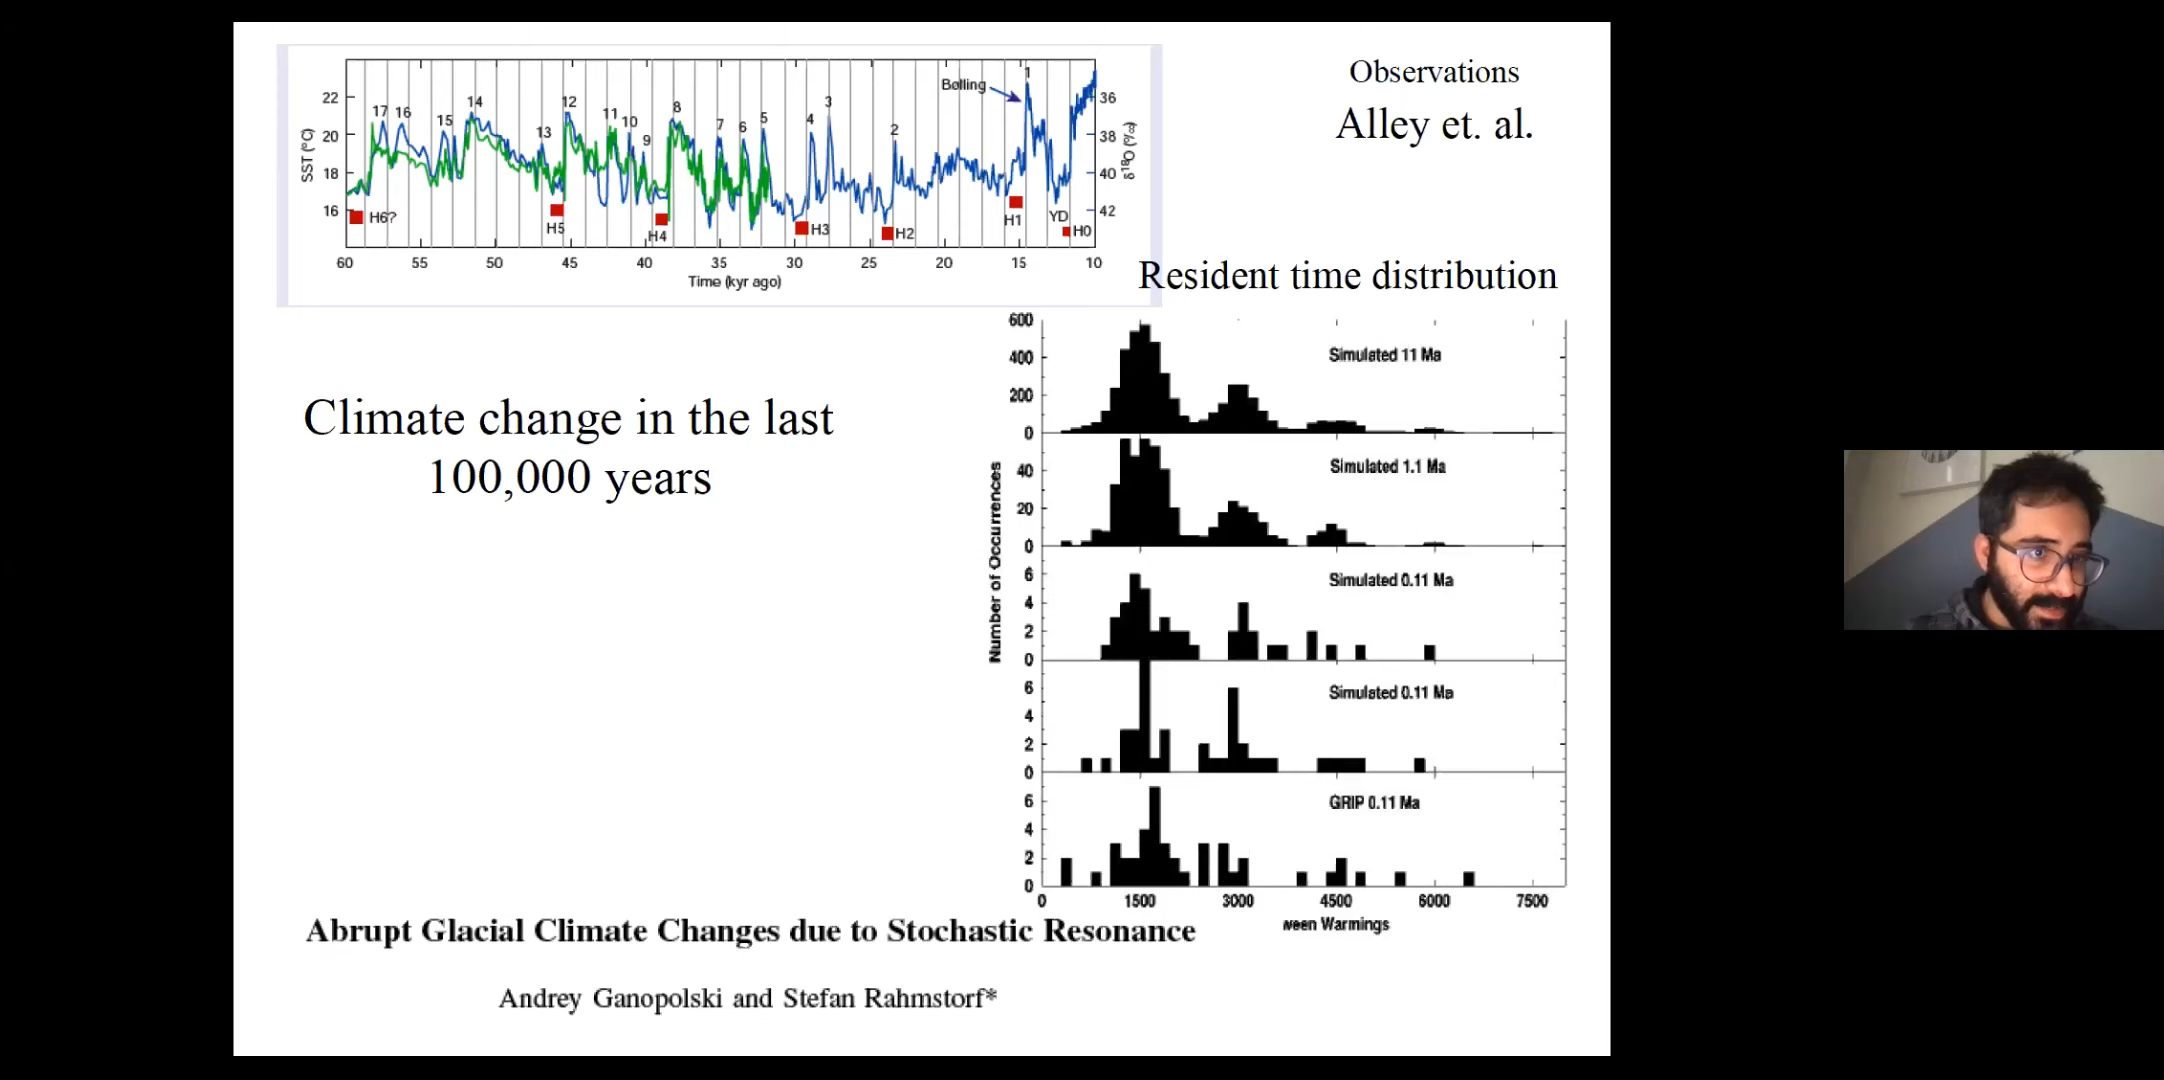 Observations
Alley et. al.
Bølling
1
17 16 15 14 13 12 11 10 9 8 7 6 5 4 3 2
22
20
18
16
SST (°C)
36
38
40
42
δ18O (‰)
H6?
H5
H4
H3
H2
H1
YD
H0
60 55 50 45 40 35 30 25 20 15 10
Time (kyr ago)
Resident time distribution
Climate change in the last
100,000 years
Number of Occurrences
600
400
200
0
Simulated 11 Ma
40
20
0
Simulated 1.1 Ma
6
4
2
0
Simulated 0.11 Ma
6
4
2
0
Simulated 0.11 Ma
6
4
2
0
GRIP 0.11 Ma
0 1500 3000 4500 6000 7500
ween Warmings
Abrupt Glacial Climate Changes due to Stochastic Resonance
Andrey Ganopolski and Stefan Rahmstorf*